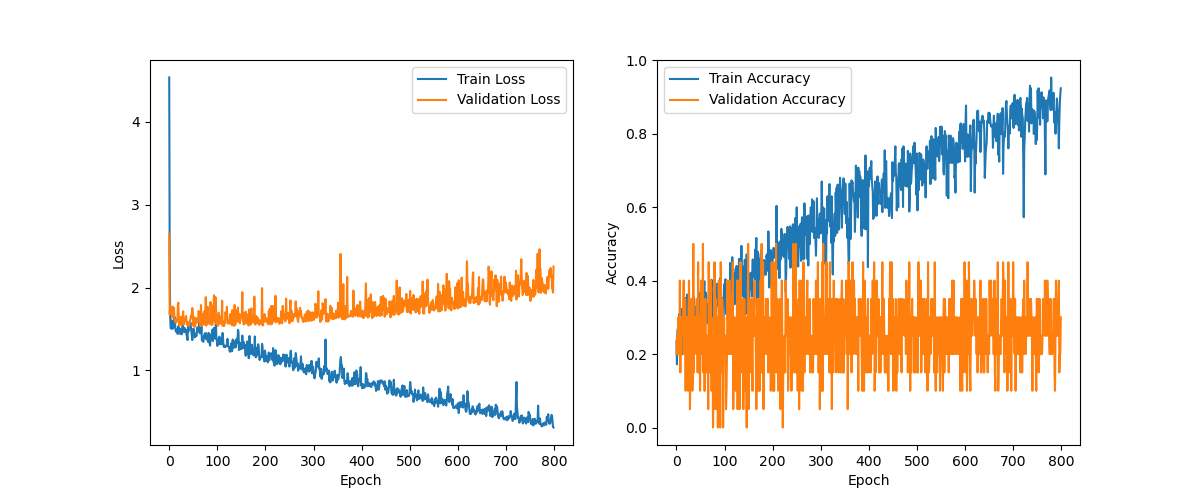 Train Loss
Validation Loss
4
3
2
1
Loss
0 100 200 300 400 500 600 700 800
Epoch
Train Accuracy
Validation Accuracy
1.0
0.8
0.6
0.4
0.2
0.0
Accuracy
0 100 200 300 400 500 600 700 800
Epoch